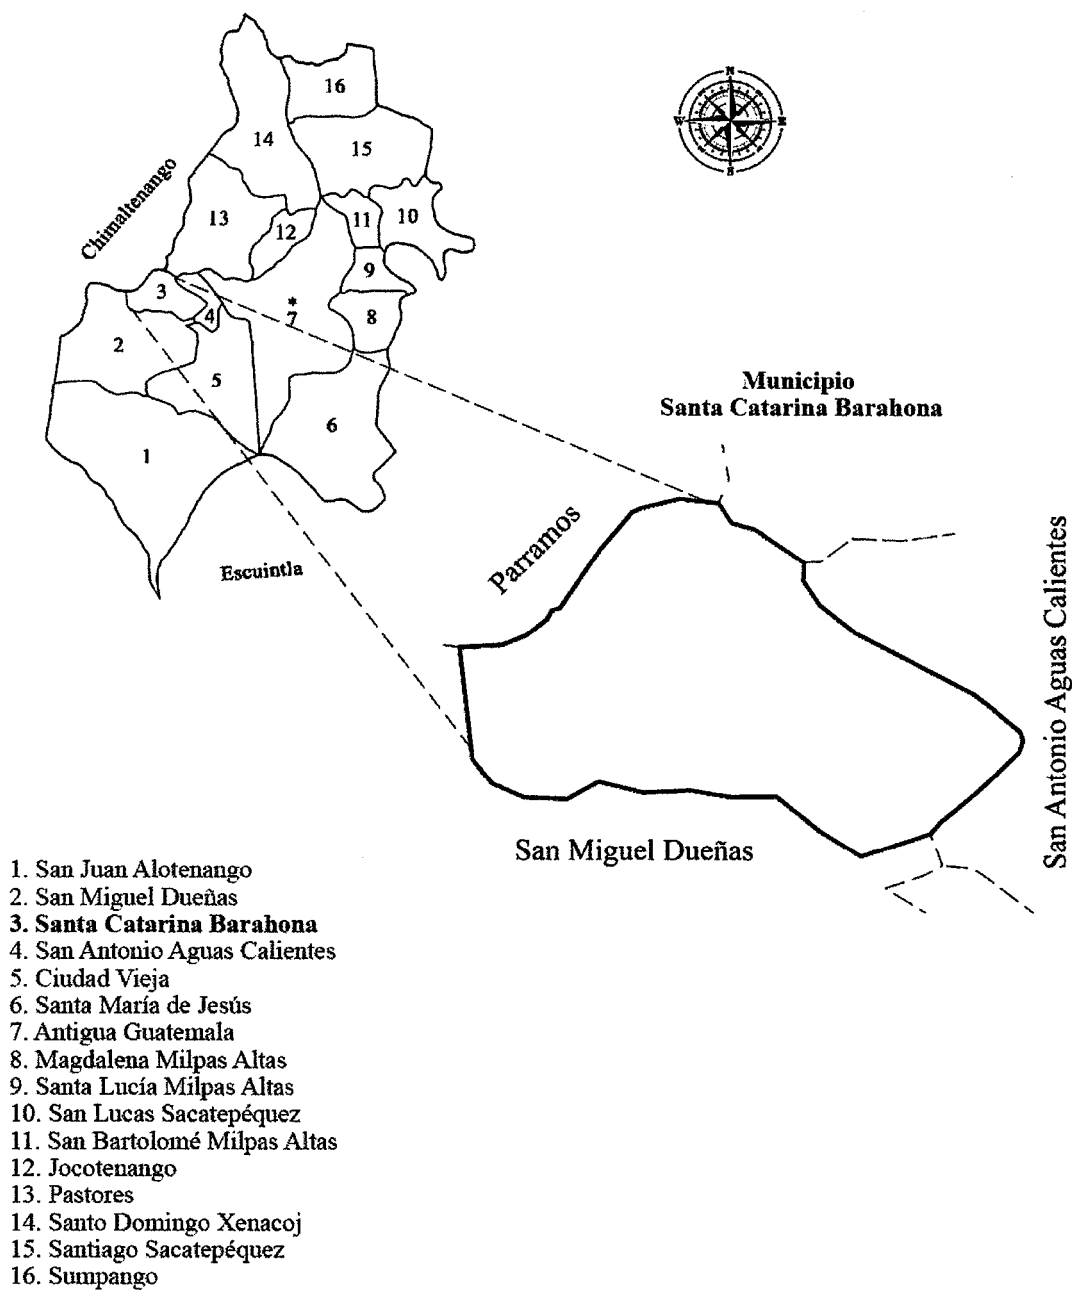 16
14
15
Chimaltenango
13
12
11
10
9
3
4
*
7
8
2
5
6
1
N
W
E
S
Municipio
Santa Catarina Barahona
Escuintla
Parramos
San Antonio Aguas Calientes
San Miguel Dueñas
1. San Juan Alotenango
2. San Miguel Dueñas
3. Santa Catarina Barahona
4. San Antonio Aguas Calientes
5. Ciudad Vieja
6. Santa María de Jesús
7. Antigua Guatemala
8. Magdalena Milpas Altas
9. Santa Lucía Milpas Altas
10. San Lucas Sacatepéquez
11. San Bartolomé Milpas Altas
12. Jocotenango
13. Pastores
14. Santo Domingo Xenacoj
15. Santiago Sacatepéquez
16. Sumpango